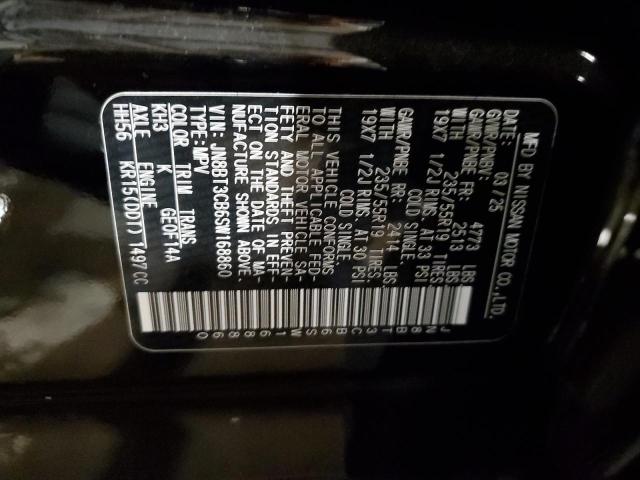 MFD BY NISSAN MOTOR CO.,LTD.
DATE: 03/25
GVWR/PNBV: 4773 LBS
GAWR/PNBE FR: 2513 LBS
WITH 235/55R19 TIRES
19X7 1/2J RIMS, AT 33 PSI
COLD SINGLE.
GAWR/PNBE RR: 2414 LBS
WITH 235/55R19 TIRES
19X7 1/2J RIMS, AT 30 PSI
COLD SINGLE.
THIS VEHICLE CONFORMS
TO ALL APPLICABLE FED-
ERAL MOTOR VEHICLE SA-
FETY AND THEFT PREVEN-
TION STANDARDS IN EFF-
ECT ON THE DATE OF MA-
NUFACTURE SHOWN ABOVE.
VIN:JN8BT3CB6SW168860
TYPE:MPV
COLOR TRIM TRANS
KH3 K GE0F14A
AXLE ENGINE
HH56 KR15(DDT) 1497CC
JN8BT3CB6SW168860